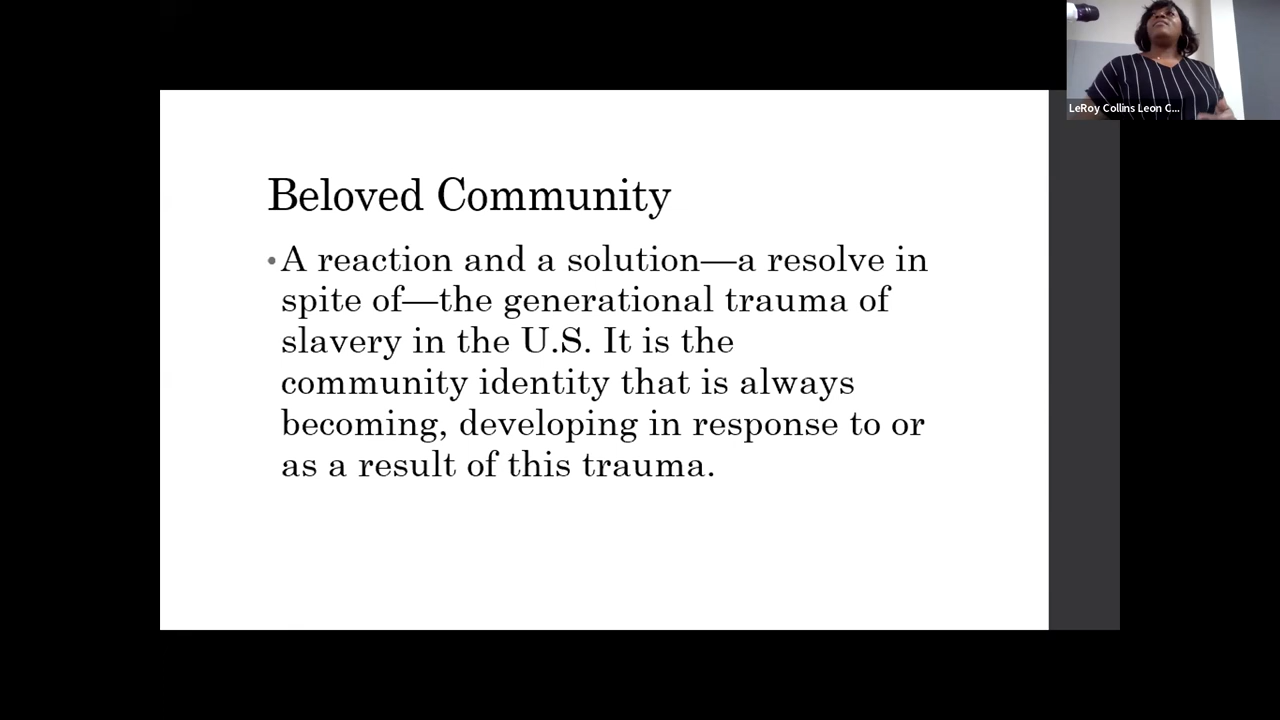 LeRoy Collins Leon C...
Beloved Community
• A reaction and a solution—a resolve in
spite of—the generational trauma of
slavery in the U.S. It is the
community identity that is always
becoming, developing in response to or
as a result of this trauma.